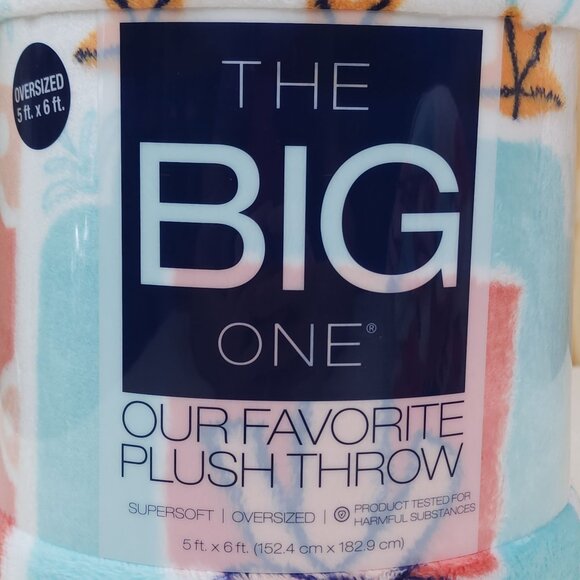 OVERSIZED
5 ft. x 6 ft.
THE
BIG
ONE®
OUR FAVORITE
PLUSH THROW
SUPERSOFT | OVERSIZED | PRODUCT TESTED FOR
HARMFUL SUBSTANCES
5 ft. x 6 ft. (152.4 cm x 182.9 cm)